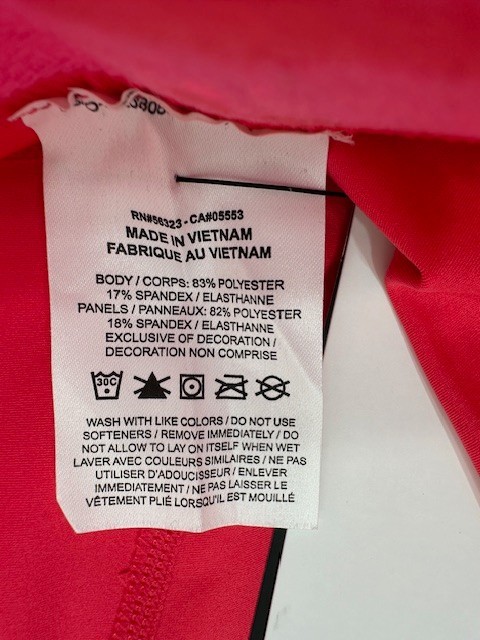 RN#56323 - CA#05553
MADE IN VIETNAM
FABRIQUE AU VIETNAM
BODY / CORPS: 83% POLYESTER
17% SPANDEX / ELASTHANNE
PANELS / PANNEAUX: 82% POLYESTER
18% SPANDEX / ELASTHANNE
EXCLUSIVE OF DECORATION /
DECORATION NON COMPRISE
30C
WASH WITH LIKE COLORS / DO NOT USE
SOFTENERS / REMOVE IMMEDIATELY / DO
NOT ALLOW TO LAY ON ITSELF WHEN WET
LAVER AVEC COULEURS SIMILAIRES / NE PAS
UTILISER D'ADOUCISSEUR / ENLEVER
IMMEDIATEMENT / NE PAS LAISSER LE
VÊTEMENT PLIÉ LORSQU'IL EST MOUILLÉ